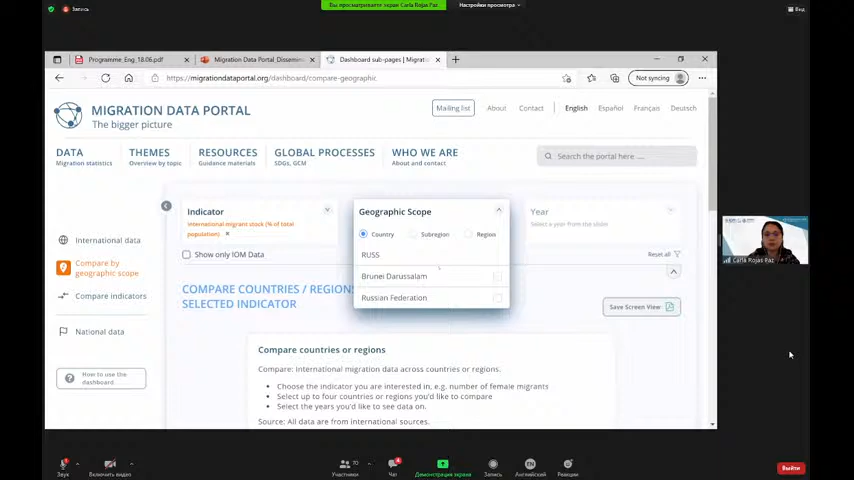 Запись
Вы просматриваете экран Carla Rojas Paz
Настройки просмотра
Вид
Programme_Eng_18.06.pdf
Migration Data Portal_Dissemin
Dashboard sub-pages | Migratio
https://migrationdataportal.org/dashboard/compare-geographic
Not syncing
MIGRATION DATA PORTAL
The bigger picture
Mailing list
About
Contact
English
Español
Français
Deutsch
DATA
Migration statistics
THEMES
Overview by topic
RESOURCES
Guidance materials
GLOBAL PROCESSES
SDGs, GCM
WHO WE ARE
About and contact
Search the portal here ....
International data
Compare by
geographic scope
Compare indicators
National data
How to use the
dashboard....
Indicator
International migrant stock (% of total
population)
Geographic Scope
Country
Subregion
Region
RUSS
Brunei Darussalam
Russian Federation
Year
Select a year from the slider
Show only IOM Data
Reset all
COMPARE COUNTRIES / REGIONS
SELECTED INDICATOR
Save Screen View
Compare countries or regions
Compare: International migration data across countries or regions.
Choose the indicator you are interested in, e.g. number of female migrants
Select up to four countries or regions you'd like to compare
Select the years you'd like to see data on.
Source: All data are from international sources.
Carla Rojas Paz
Звук
Включить видео
70
Участники
4
Чат
Демонстрация экрана
Запись
EN
Английский
Реакции
Выйти